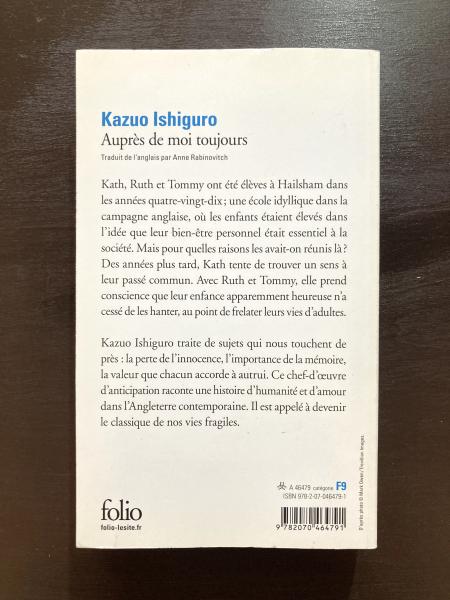 Kazuo Ishiguro
Auprès de moi toujours
Traduit de l'anglais par Anne Rabinovitch
Kath, Ruth et Tommy ont été élèves à Hailsham dans
les années quatre-vingt-dix ; une école idyllique dans la
campagne anglaise, où les enfants étaient élevés dans
l'idée que leur bien-être personnel était essentiel à la
société. Mais pour quelles raisons les avait-on réunis là ?
Des années plus tard, Kath tente de trouver un sens à
leur passé commun. Avec Ruth et Tommy, elle prend
conscience que leur enfance apparemment heureuse n'a
cessé de les hanter, au point de frelater leurs vies d'adultes.
Kazuo Ishiguro traite de sujets qui nous touchent de
près : la perte de l'innocence, l'importance de la mémoire,
la valeur que chacun accorde à autrui. Ce chef-d'œuvre
d'anticipation raconte une histoire d'humanité et d'amour
dans l'Angleterre contemporaine. Il est appelé à devenir
le classique de nos vies fragiles.
A 46479 catégorie F9
ISBN 978-2-07-046479-1
folio
folio-lesite.fr
9 782070 464791
D'après photo © Mark Owen / Trevillion Images.